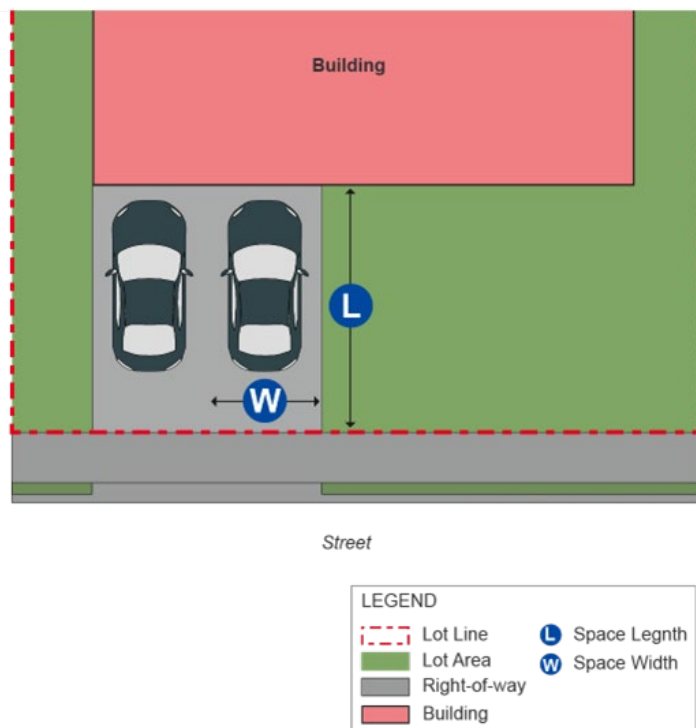 Building
L
W
Street
LEGEND
Lot Line
L Space Legnth
Lot Area
W Space Width
Right-of-way
Building